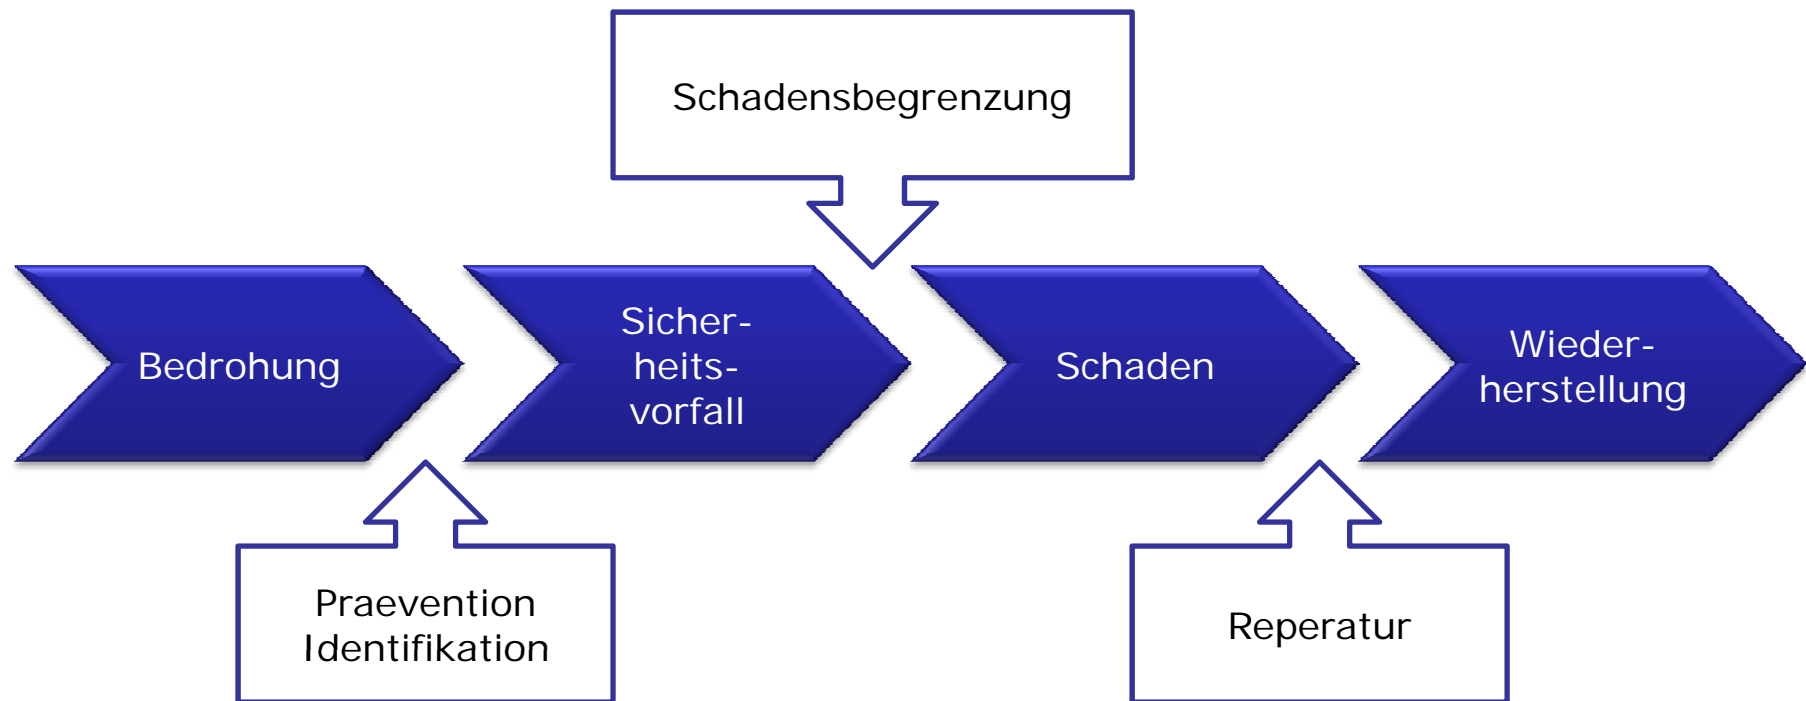 Schadensbegrenzung
Bedrohung
Sicher-
heits-
vorfall
Schaden
Wieder-
herstellung
Praevention
Identifikation
Reperatur